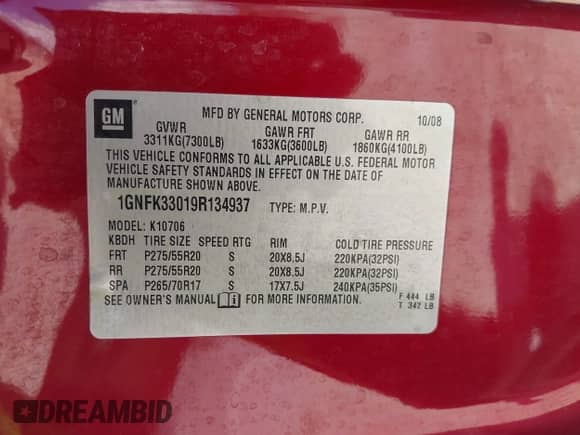 GM
MFD BY GENERAL MOTORS CORP. 10/08
GVWR GAWR FRT GAWR RR
3311KG(7300LB) 1633KG(3600LB) 1860KG(4100LB)
THIS VEHICLE CONFORMS TO ALL APPLICABLE U.S. FEDERAL MOTOR
VEHICLE SAFETY STANDARDS IN EFFECT ON THE DATE OF
MANUFACTURE SHOWN ABOVE.
1GNFK33019R134937 TYPE: M.P.V.
MODEL: K10706
KBDH TIRE SIZE SPEED RTG RIM COLD TIRE PRESSURE
FRT P275/55R20 S 20X8.5J 220KPA(32PSI)
RR P275/55R20 S 20X8.5J 220KPA(32PSI)
SPA P265/70R17 S 17X7.5J 240KPA(35PSI)
SEE OWNER'S MANUAL FOR MORE INFORMATION.
F 444 LB
T 342 LB
DREAMBID